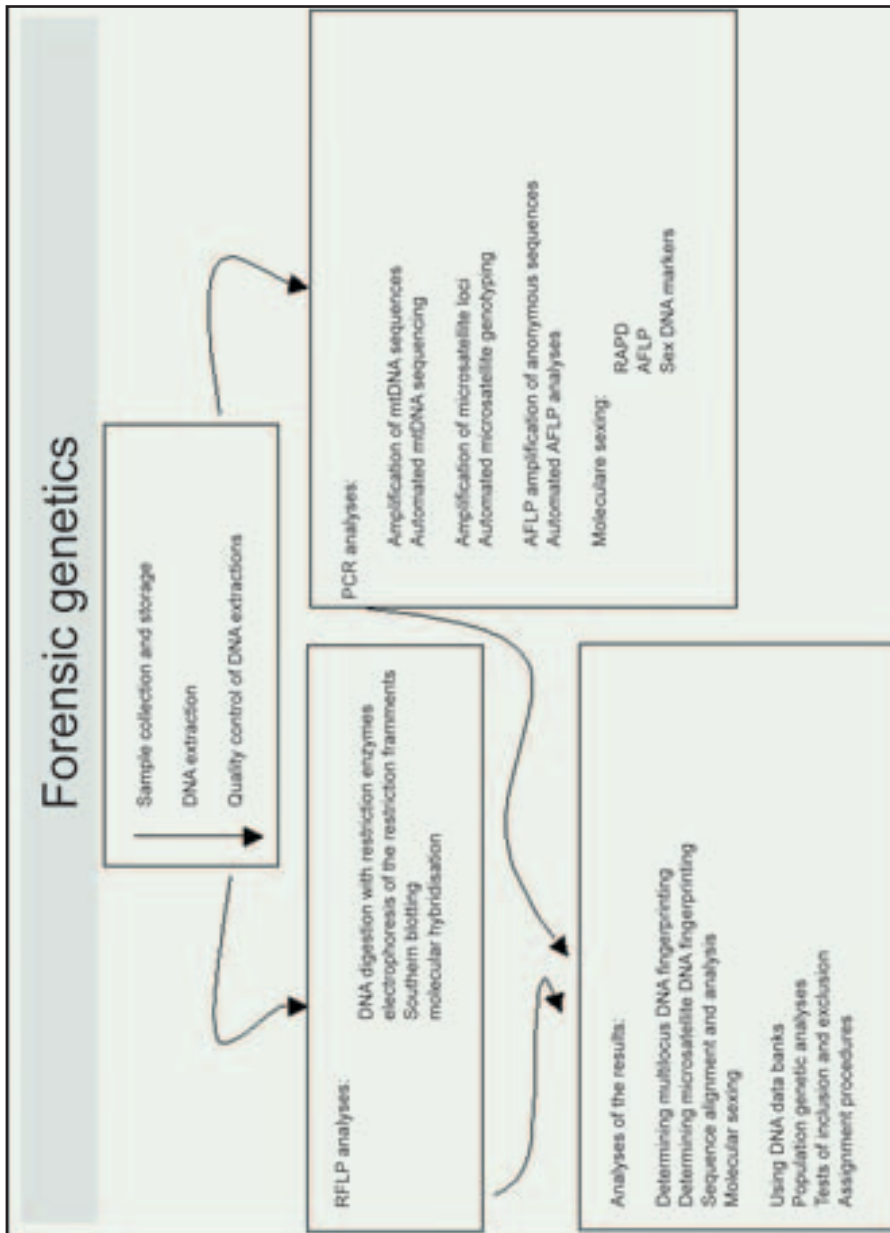 Forensic genetics
Sample collection and storage
DNA extraction
Quality control of DNA extractions
RFLP analyses:
DNA digestion with restriction enzymes
electrophoresis of the restriction framments
Southern blotting
molecular hybridisation
PCR analyses:
Amplification of mtDNA sequences
Automated mtDNA sequencing
Amplification of microsatellite loci
Automated microsatellite genotyping
AFLP amplification of anonymous sequences
Automated AFLP analyses
Moleculare sexing:
RAPD
AFLP
Sex DNA markers
Analyses of the results:
Determining multilocus DNA fingerprinting
Determining microsatellite DNA fingerprinting
Sequence alignment and analysis
Molecular sexing
Using DNA data banks
Population genetic analyses
Tests of inclusion and exclusion
Assignment procedures